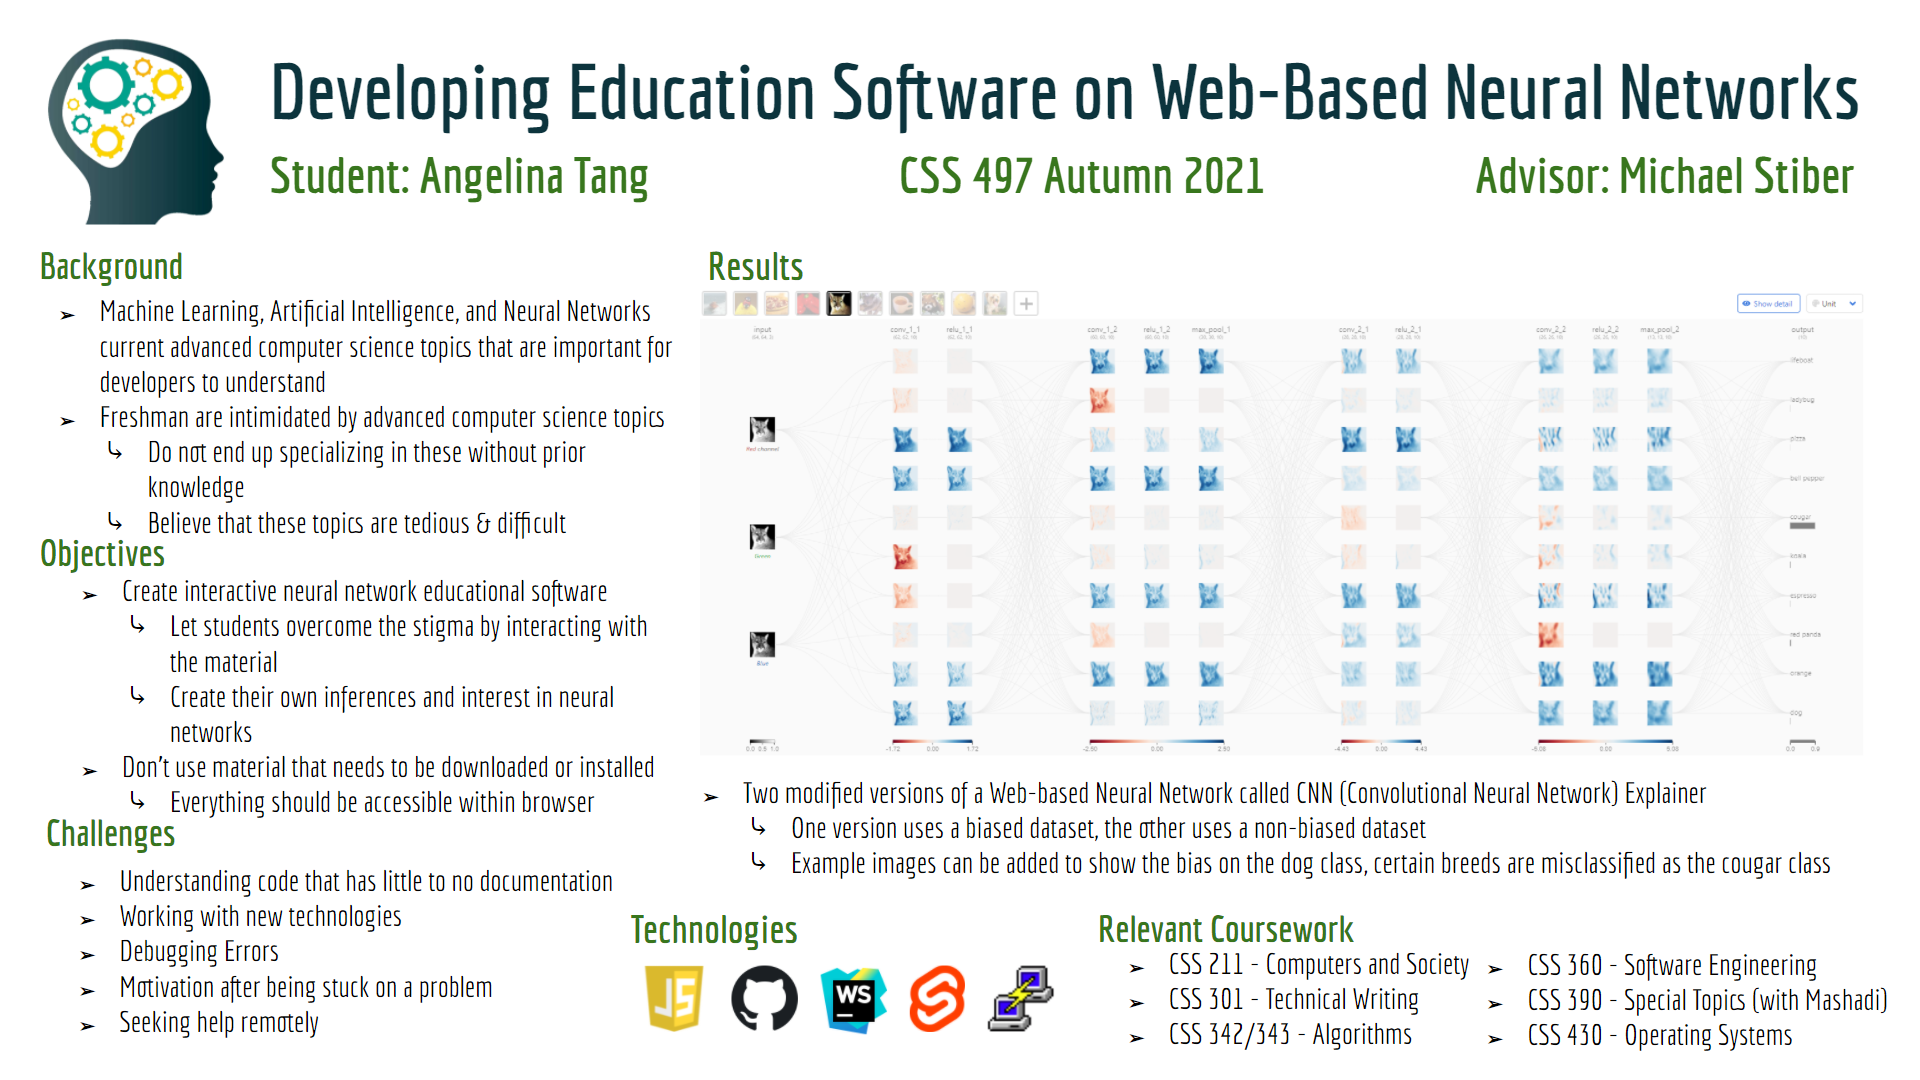 Developing Education Software on Web-Based Neural Networks
Student: Angelina Tang
CSS 497 Autumn 2021
Advisor: Michael Stiber
Background
➢ Machine Learning, Artificial Intelligence, and Neural Networks
current advanced computer science topics that are important for
developers to understand
➢ Freshman are intimidated by advanced computer science topics
↳ Do not end up specializing in these without prior
knowledge
↳ Believe that these topics are tedious & difficult
Objectives
➢ Create interactive neural network educational software
↳ Let students overcome the stigma by interacting with
the material
↳ Create their own inferences and interest in neural
networks
➢ Don't use material that needs to be downloaded or installed
↳ Everything should be accessible within browser
Challenges
➢ Understanding code that has little to no documentation
➢ Working with new technologies
➢ Debugging Errors
➢ Motivation after being stuck on a problem
➢ Seeking help remotely
Results
Show detail
Unit
input conv_1_1 relu_1_1 conv_1_2 relu_1_2 max_pool_1 conv_2_1 relu_2_1 conv_2_2 relu_2_2 max_pool_2 output
lifeboat
ladybug
pizza
bell pepper
cougar
koala
espresso
red panda
orange
dog
Red channel
Green
Blue
0.0 0.5 1.0
-1.72 0.00 1.72
-2.90 0.00 2.90
-4.43 0.00 4.43
0.00
0.0 0.9
➢ Two modified versions of a Web-based Neural Network called CNN (Convolutional Neural Network) Explainer
↳ One version uses a biased dataset, the other uses a non-biased dataset
↳ Example images can be added to show the bias on the dog class, certain breeds are misclassified as the cougar class
Technologies
JS
WS
Relevant Coursework
➢ CSS 211 - Computers and Society
➢ CSS 301 - Technical Writing
➢ CSS 342/343 - Algorithms
➢ CSS 360 - Software Engineering
➢ CSS 390 - Special Topics (with Mashadi)
➢ CSS 430 - Operating Systems